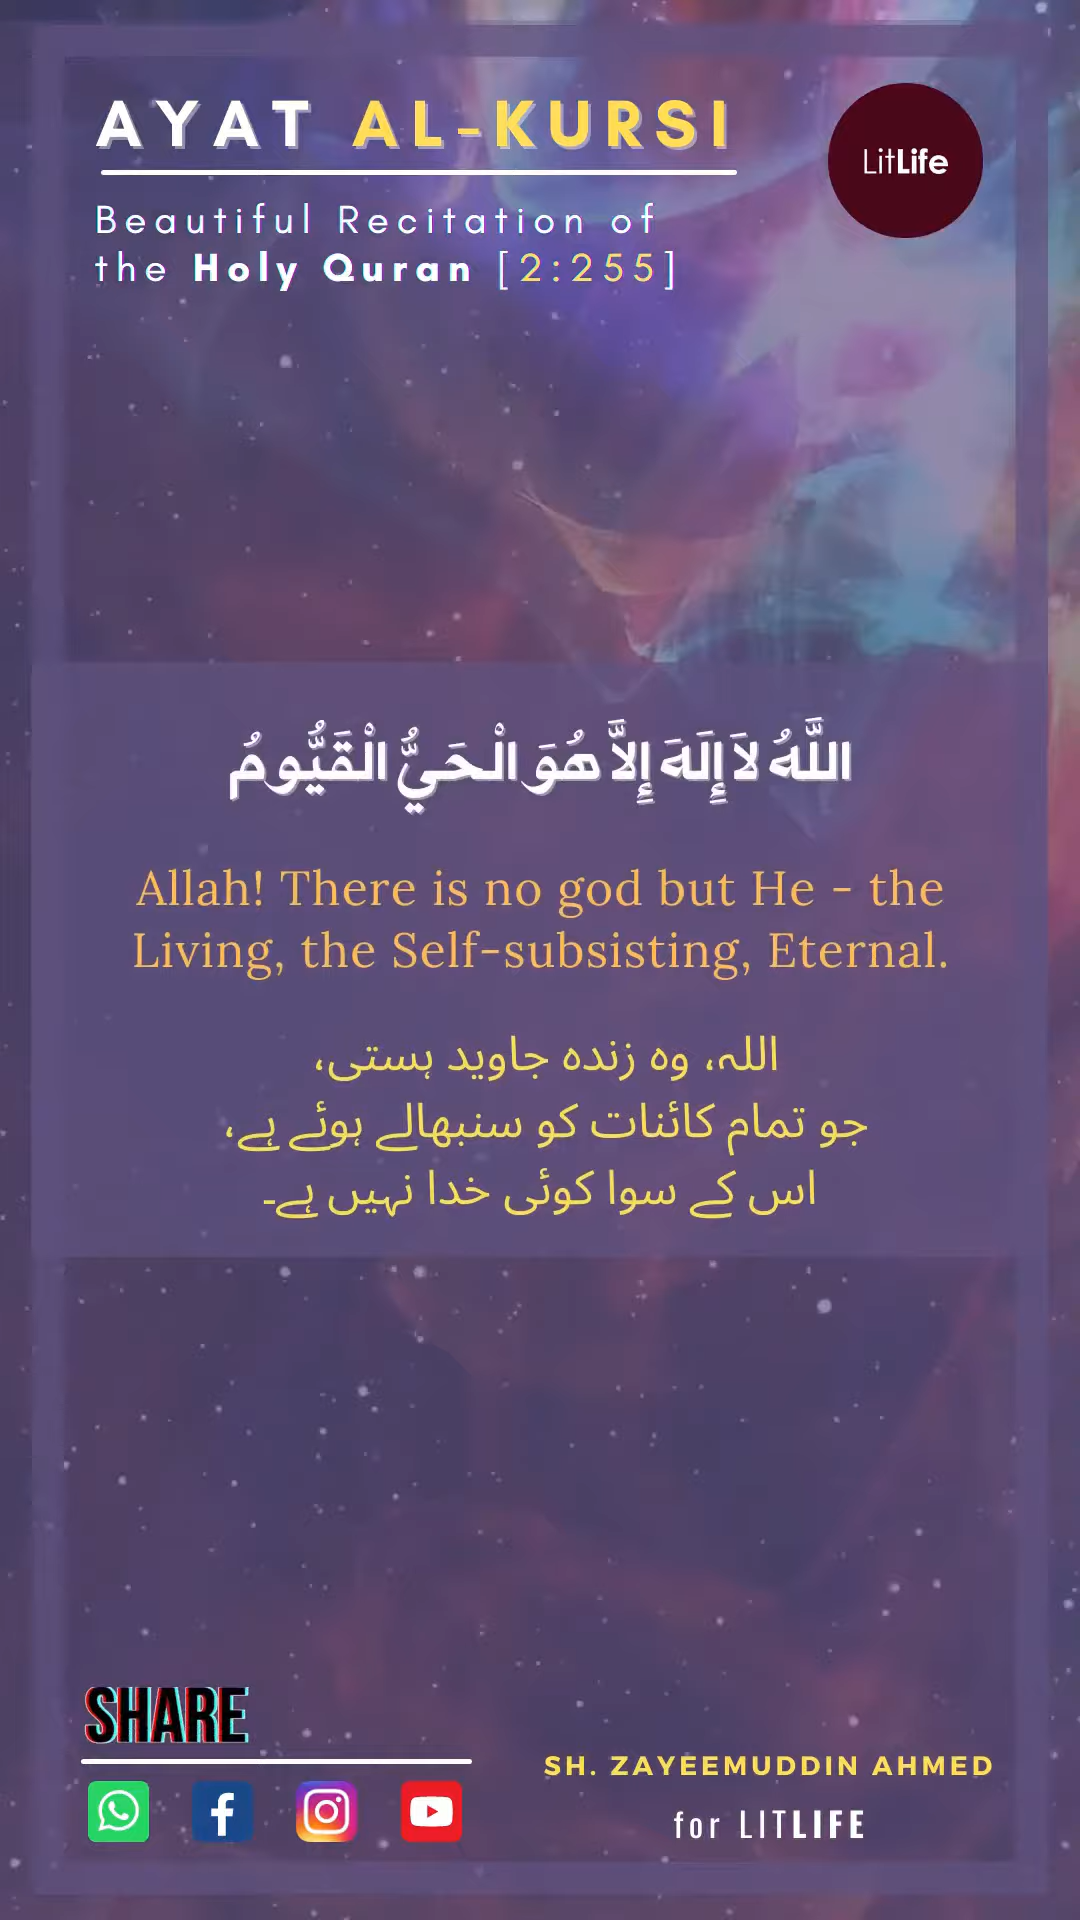 AYAT AL-KURSI
LitLife
Beautiful Recitation of
the Holy Quran [2:255]
اللَّهُ لاَ إِلَهَ إِلاَّ هُوَ الْحَيُّ الْقَيُّومُ
Allah! There is no god but He - the
Living, the Self-subsisting, Eternal.
اللہ، وہ زندہ جاوید ہستی،
جو تمام کائنات کو سنبھالے ہوئے ہے،
اس کے سوا کوئی خدا نہیں ہے۔
SHARE
SH. ZAYEEMUDDIN AHMED
for LITLIFE